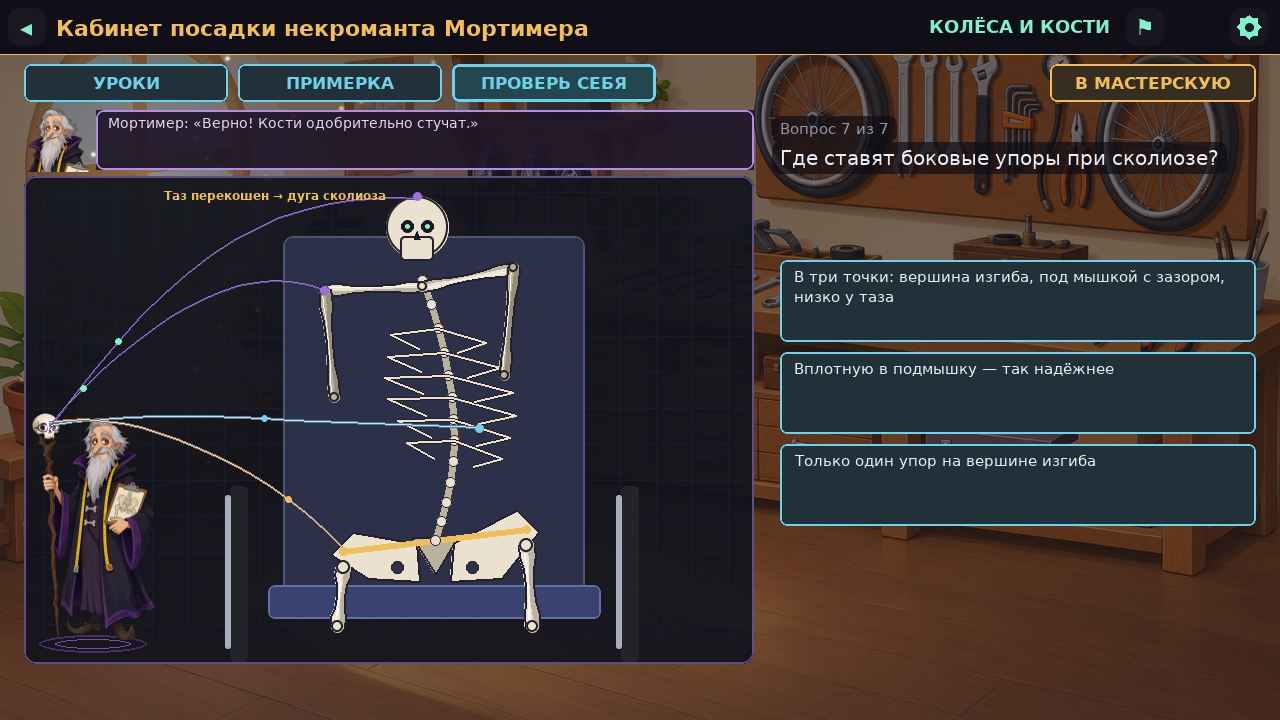 ◀ Кабинет посадки некроманта Мортимера
КОЛЁСА И КОСТИ
УРОКИ
ПРИМЕРКА
ПРОВЕРЬ СЕБЯ
В МАСТЕРСКУЮ
Мортимер: «Верно! Кости одобрительно стучат.»
Вопрос 7 из 7
Где ставят боковые упоры при сколиозе?
Таз перекошен → дуга сколиоза
В три точки: вершина изгиба, под мышкой с зазором,
низко у таза
Вплотную в подмышку — так надёжнее
Только один упор на вершине изгиба